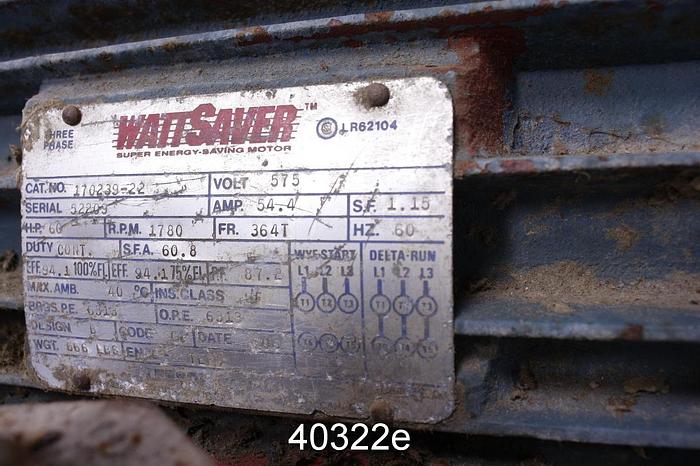 THREE PHASE
WATTSAVER™
LR62104
SUPER ENERGY-SAVING MOTOR
CAT.NO. 170239-22 VOLT 575
SERIAL 52209 AMP. 54.4 S.F. 1.15
H.P. 60 R.P.M. 1780 FR. 364T HZ. 60
DUTY CONT. S.F.A. 60.8 WYE-START DELTA-RUN
EFF. 94.1 100%FL EFF. 94.1 75%FL P.F. 87.2 L1 L2 L3 L1 L2 L3
MAX.AMB. 40 °C INS.CLASS F T1 T2 T3 T1 T2 T3
BRGS.P.E. 6313 O.P.E. 6313
DESIGN CODE DATE
WGT. 866 LBS
40322e